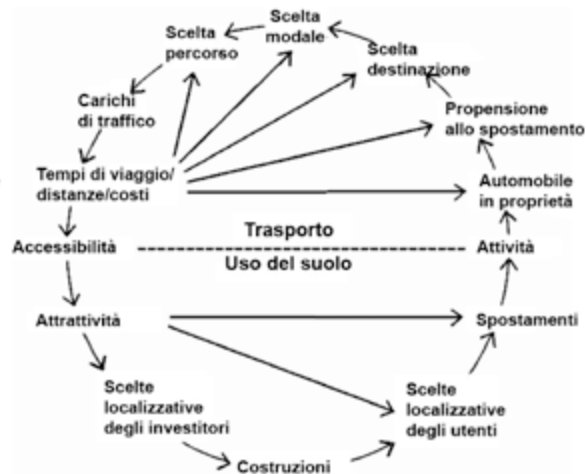 Scelta
modale
Scelta
percorso
Scelta
destinazione
Carichi
di traffico
Propensione
allo spostamento
Tempi di viaggio/
distanze/costi
Automobile
in proprietà
Trasporto
Accessibilità
Attività
Uso del suolo
Attrattività
Spostamenti
Scelte
localizzative
degli investitori
Scelte
localizzative
degli utenti
Costruzioni